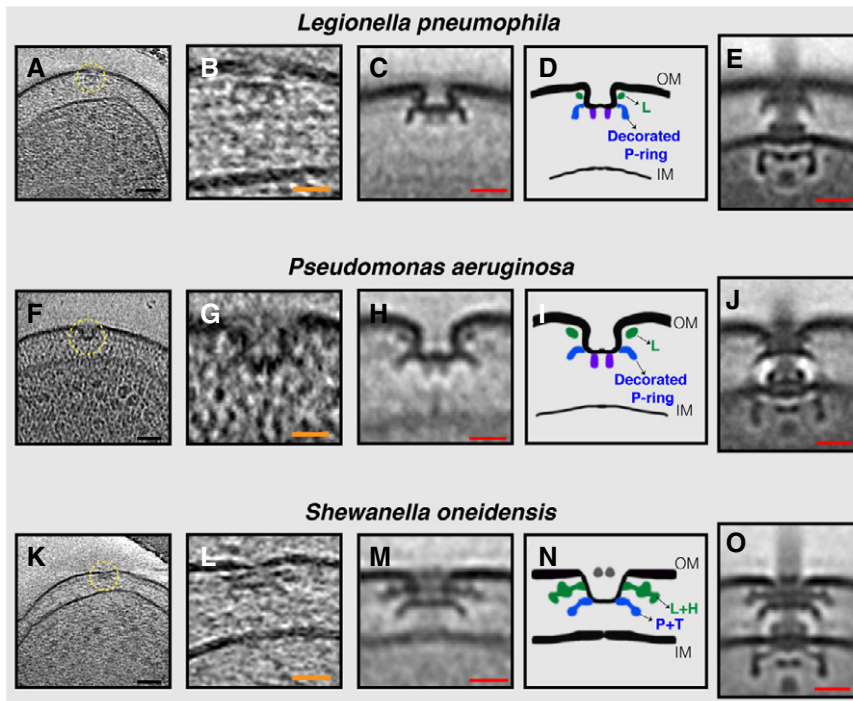 Legionella pneumophila
A
B
C
D
OM
L
Decorated
P-ring
IM
E
Pseudomonas aeruginosa
F
G
H
I
OM
L
Decorated
P-ring
IM
J
Shewanella oneidensis
K
L
M
N
OM
L+H
P+T
IM
O